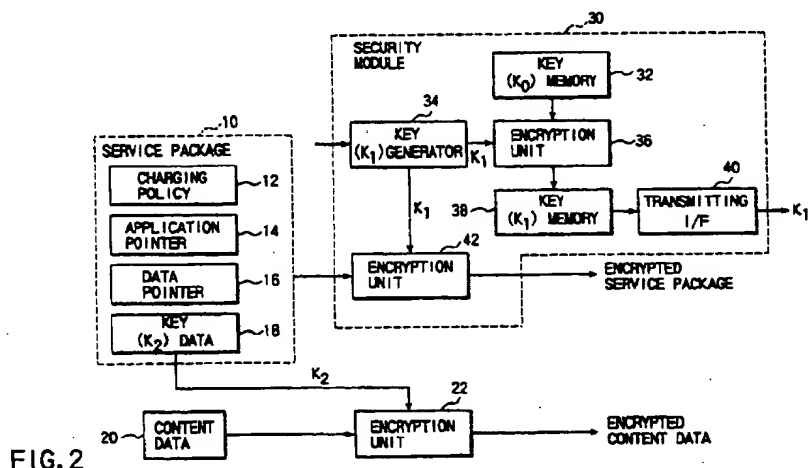 30
SECURITY
MODULE
KEY
(K0) MEMORY
32
34
KEY
(K1) GENERATOR
K1
ENCRYPTION
UNIT
36
10
SERVICE PACKAGE
CHARGING
POLICY
12
K1
38
KEY
(K1) MEMORY
40
TRANSMITTING
I/F
K1
APPLICATION
POINTER
14
42
DATA
POINTER
16
ENCRYPTION
UNIT
ENCRYPTED
SERVICE PACKAGE
KEY
(K2) DATA
18
K2
22
20
CONTENT
DATA
ENCRYPTION
UNIT
ENCRYPTED
CONTENT DATA
FIG.2